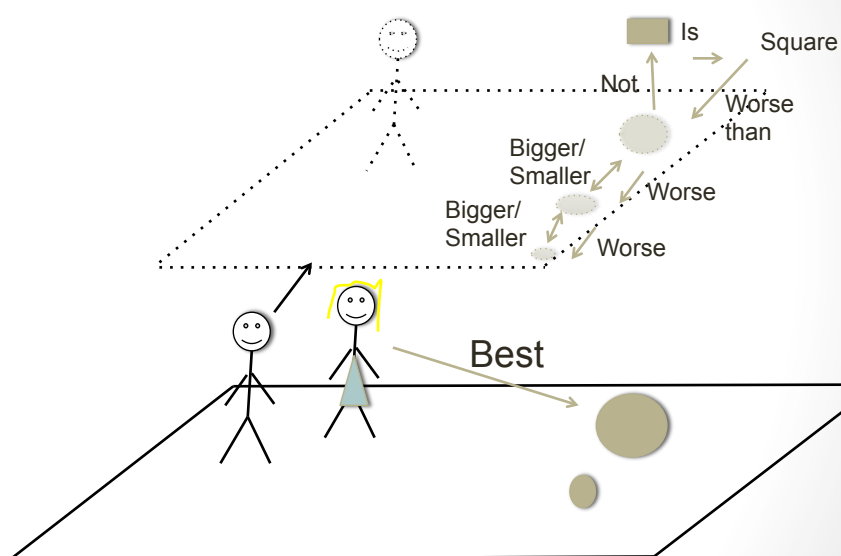 Is
Square
Not
Worse
than
Bigger/
Smaller
Worse
Bigger/
Smaller
Worse
Best